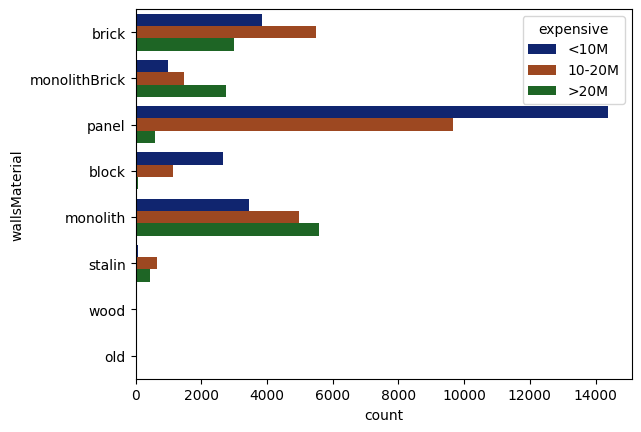 expensive
<10M
10-20M
>20M
wallsMaterial
brick
monolithBrick
panel
block
monolith
stalin
wood
old
0 2000 4000 6000 8000 10000 12000 14000
count